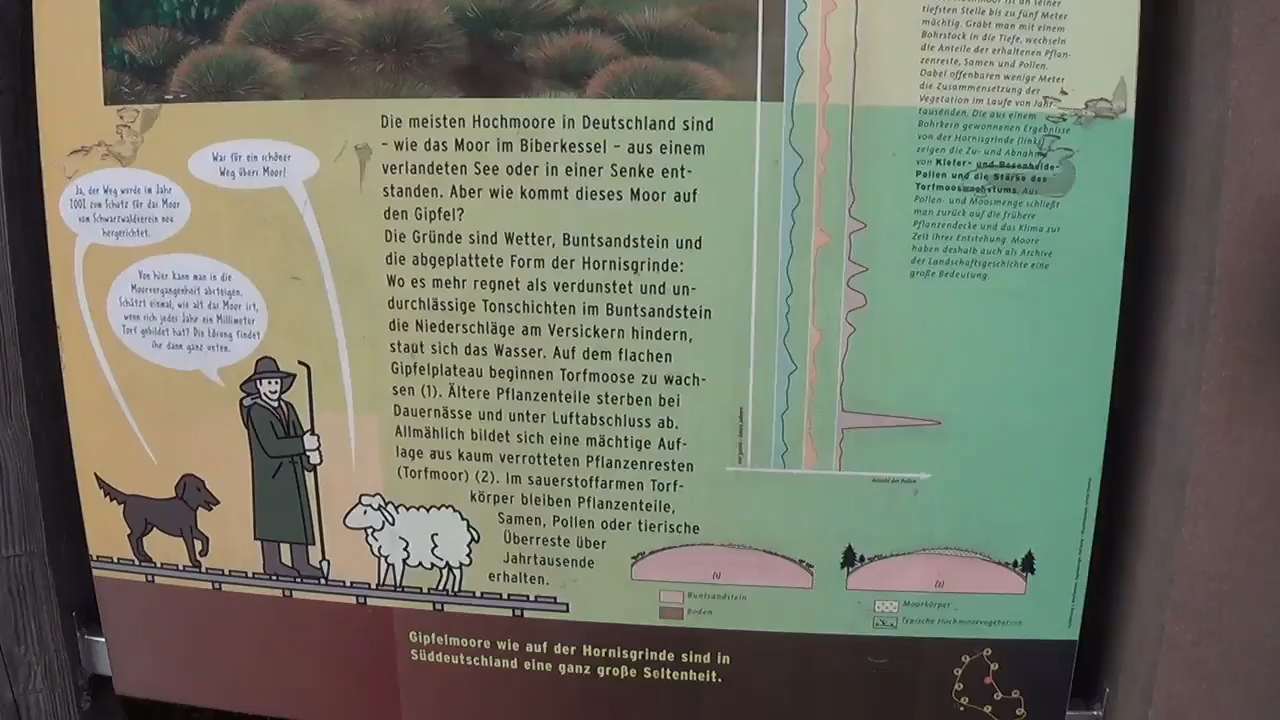 War für ein schöner
Weg übers Moor!
Ja, der Weg wurde im Jahr
2001 zum Schutz für das Moor
vom Schwarzwaldverein neu
hergerichtet.
Von hier kann man in die
Moorvergangenheit absteigen.
Schätzt einmal, wie alt das Moor ist,
wenn sich jedes Jahr ein Millimeter
Torf gebildet hat? Die Lösung findet
ihr dann ganz unten.
Die meisten Hochmoore in Deutschland sind
- wie das Moor im Biberkessel - aus einem
verlandeten See oder in einer Senke ent-
standen. Aber wie kommt dieses Moor auf
den Gipfel?
Die Gründe sind Wetter, Buntsandstein und
die abgeplattete Form der Hornisgrinde:
Wo es mehr regnet als verdunstet und un-
durchlässige Tonschichten im Buntsandstein
die Niederschläge am Versickern hindern,
staut sich das Wasser. Auf dem flachen
Gipfelplateau beginnen Torfmoose zu wach-
sen (1). Ältere Pflanzenteile sterben bei
Dauernässe und unter Luftabschluss ab.
Allmählich bildet sich eine mächtige Auf-
lage aus kaum verrotteten Pflanzenresten
(Torfmoor) (2). Im sauerstoffarmen Torf-
körper bleiben Pflanzenteile,
Samen, Pollen oder tierische
Überreste über
Jahrtausende
erhalten.
ist an seiner
tiefsten Stelle bis zu fünf Meter
mächtig. Gräbt man mit einem
Bohrstock in die Tiefe, wechseln
die Anteile der erhaltenen Pflan-
zenreste, Samen und Pollen.
Dabei offenbaren wenige Meter
die Zusammensetzung der
Vegetation im Laufe von Jahr-
tausenden. Die aus einem
Bohrkern gewonnenen Ergebnisse
von der Hornisgrinde (links)
zeigen die Zu- und Abnahme
von Kiefer- und Besenheide-
Pollen und die Stärke des
Torfmooswachstums. Aus
Pollen- und Moosmenge schließt
man zurück auf die frühere
Pflanzendecke und das Klima zur
Zeit ihrer Entstehung. Moore
haben deshalb auch als Archive
der Landschaftsgeschichte eine
große Bedeutung.
Anzahl der Pollen
(1)
(2)
Buntsandstein
Boden
Moorkörper
Typische Hochmoorvegetation
Gipfelmoore wie auf der Hornisgrinde sind in
Süddeutschland eine ganz große Seltenheit.